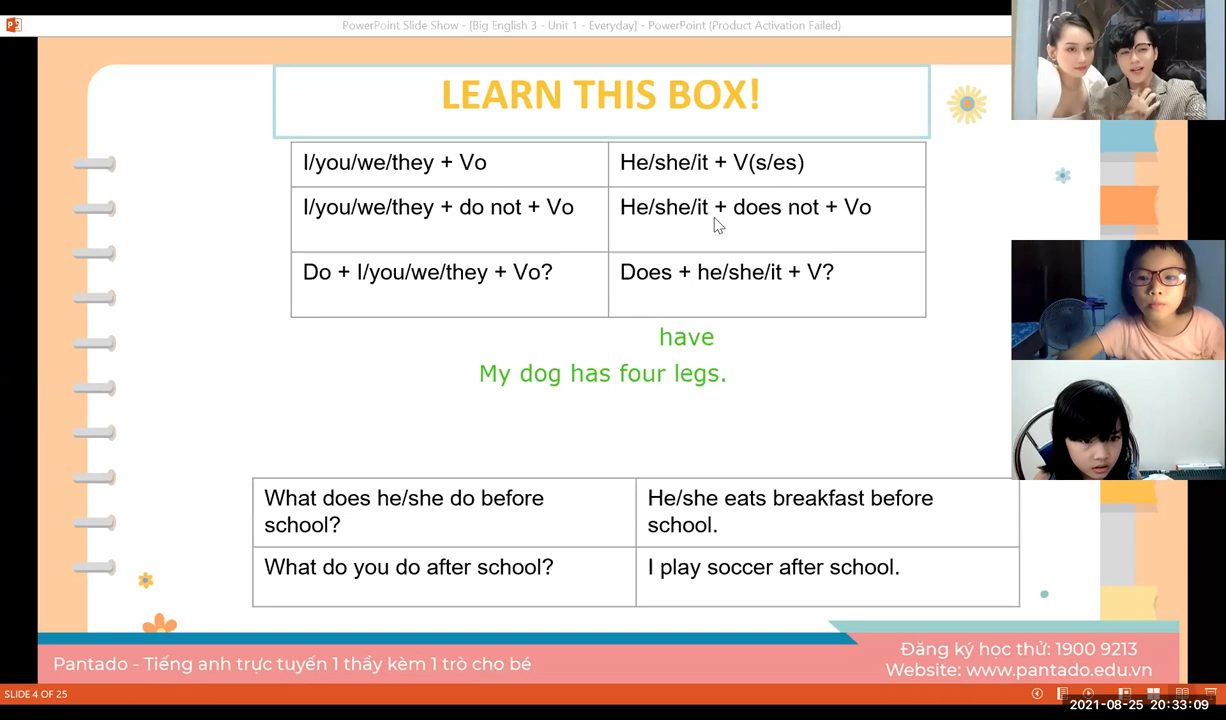 PowerPoint Slide Show - [Big English 3 - Unit 1 - Everyday] - PowerPoint (Product Activation Failed)
LEARN THIS BOX!
I/you/we/they + Vo
He/she/it + V(s/es)
I/you/we/they + do not + Vo
He/she/it + does not + Vo
Do + I/you/we/they + Vo?
Does + he/she/it + V?
have
My dog has four legs.
What does he/she do before
school?
He/she eats breakfast before
school.
What do you do after school?
I play soccer after school.
Pantado - Tiếng anh trực tuyến 1 thầy kèm 1 trò cho bé
Đăng ký học thử: 1900 9213
Website: www.pantado.edu.vn
SLIDE 4 OF 25
2021-08-25 20:33:09